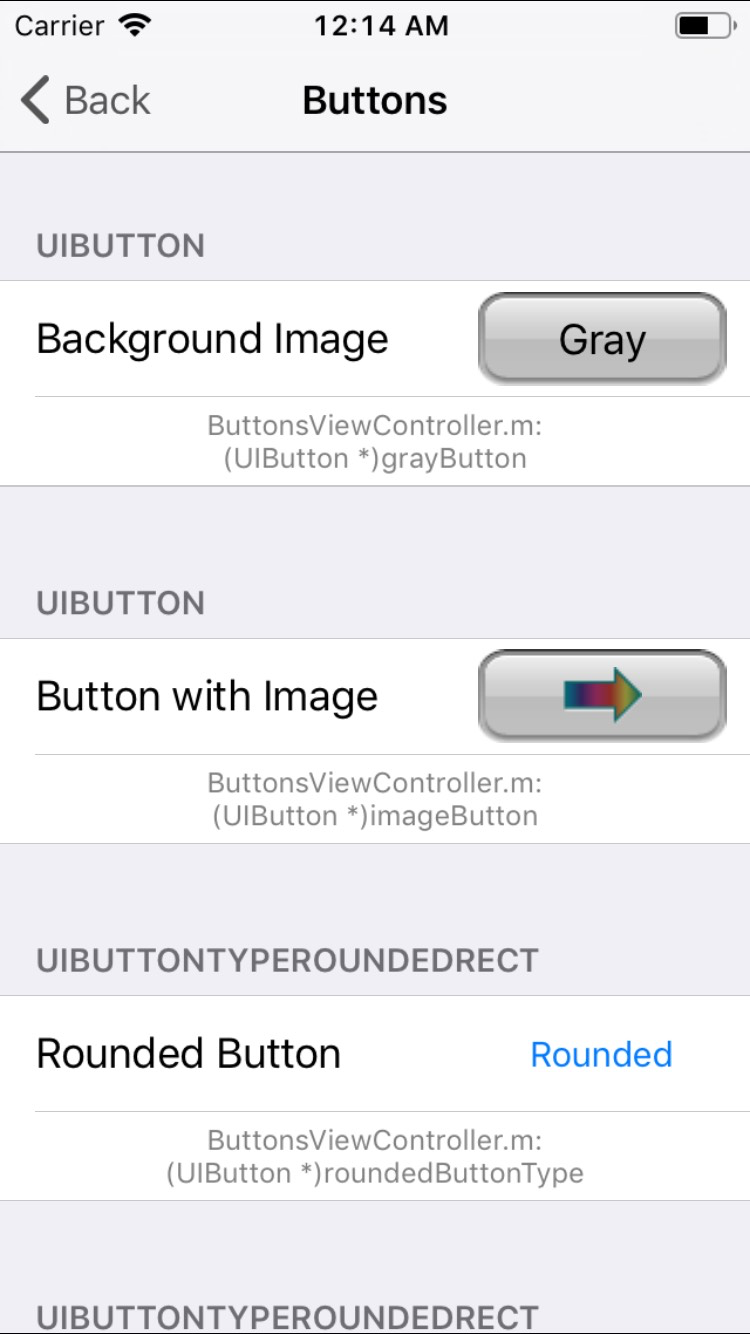 Carrier 12:14 AM
Back Buttons
UIBUTTON
Background Image Gray
ButtonsViewController.m:
(UIButton *)grayButton
UIBUTTON
Button with Image
ButtonsViewController.m:
(UIButton *)imageButton
UIBUTTONTYPEROUNDEDRECT
Rounded Button Rounded
ButtonsViewController.m:
(UIButton *)roundedButtonType
UIBUTTONTYPEROUNDEDRECT